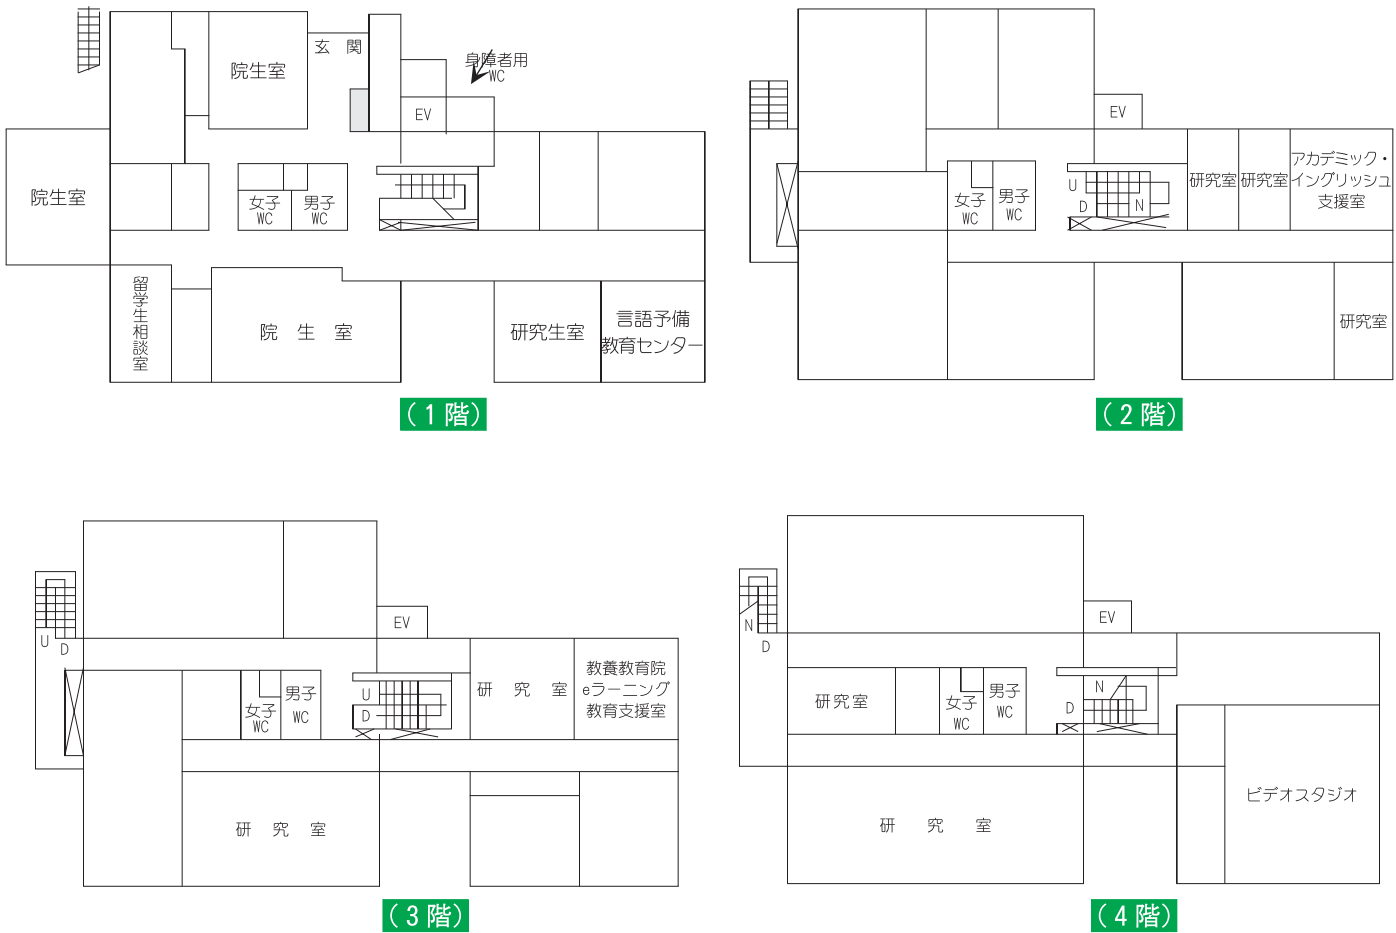 玄 関
身障者用
WC
院生室
EV
院生室
女子
WC
男子
WC
留学生相談室
院 生 室
研究生室
言語予備
教育センター
(1階)
EV
U
D
N
女子
WC
男子
WC
研究室
研究室
アカデミック・
イングリッシュ
支援室
研究室
(2階)
U
D
EV
女子
WC
男子
WC
U
D
研 究 室
教養教育院
eラーニング
教育支援室
研 究 室
(3階)
N
D
EV
研究室
女子
WC
男子
WC
N
D
研 究 室
ビデオスタジオ
(4階)